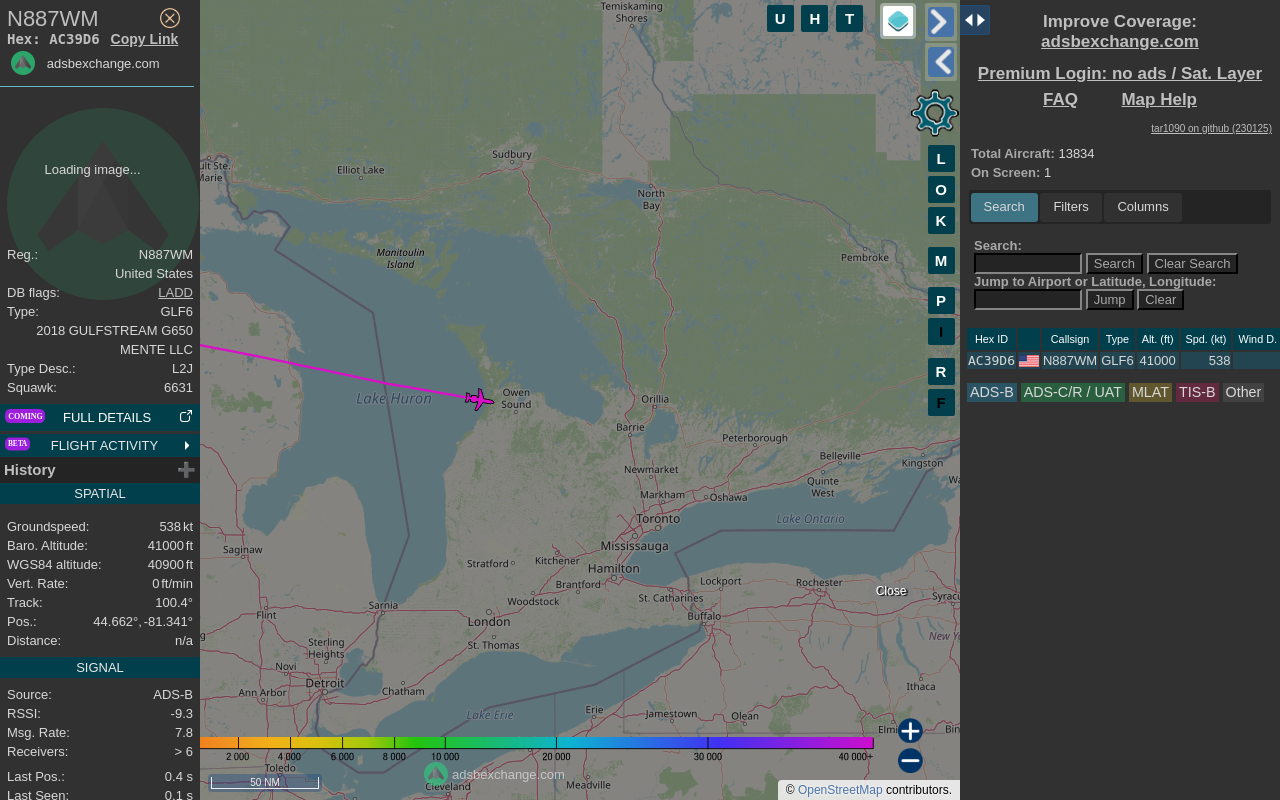 N887WM
Hex: AC39D6 Copy Link
adsbexchange.com
Loading image...
Reg.: N887WM
United States
DB flags: LADD
Type: GLF6
2018 GULFSTREAM G650
MENTE LLC
Type Desc.: L2J
Squawk: 6631
COMING FULL DETAILS
BETA FLIGHT ACTIVITY
History
SPATIAL
Groundspeed: 538 kt
Baro. Altitude: 41000 ft
WGS84 altitude: 40900 ft
Vert. Rate: 0 ft/min
Track: 100.4°
Pos.: 44.662°, -81.341°
Distance: n/a
SIGNAL
Source: ADS-B
RSSI: -9.3
Msg. Rate: 7.8
Receivers: > 6
Last Pos.: 0.4 s
Last Seen: 0.1 s
Temiskaming
Shores
U H T
L
O
K
M
P
I
R
F
Sudbury
Elliot Lake
ult Ste.
Marie
North
Bay
Manitoulin
Island
Pembroke
Lake Huron
Owen
Sound
Orillia
Barrie
Peterborough
Belleville
Kingston
Newmarket
Quinte
West
Wa
Markham
Oshawa
Toronto
Lake Ontario
Mississauga
Saginaw
Stratford
Kitchener
Hamilton
Brantford
Lockport
Rochester
Close
Woodstock
St. Catharines
Syracu
Sarnia
Flint
London
Buffalo
g
Sterling
Heights
St. Thomas
New Yo
Novi
Detroit
Ann Arbor
Chatham
Ithaca
Lake Erie
Erie
Jamestown
Olean
Elmi
Bin
2 000 4 000 6 000 8 000 10 000 20 000 30 000 40 000+
Toledo
50 NM
adsbexchange.com
Cleveland
Meadville
© OpenStreetMap contributors.
Improve Coverage:
adsbexchange.com
Premium Login: no ads / Sat. Layer
FAQ Map Help
tar1090 on github (230125)
Total Aircraft: 13834
On Screen: 1
Search Filters Columns
Search:
Search Clear Search
Jump to Airport or Latitude, Longitude:
Jump Clear
Hex ID Callsign Type Alt. (ft) Spd. (kt) Wind D.
AC39D6 N887WM GLF6 41000 538
ADS-B ADS-C/R / UAT MLAT TIS-B Other